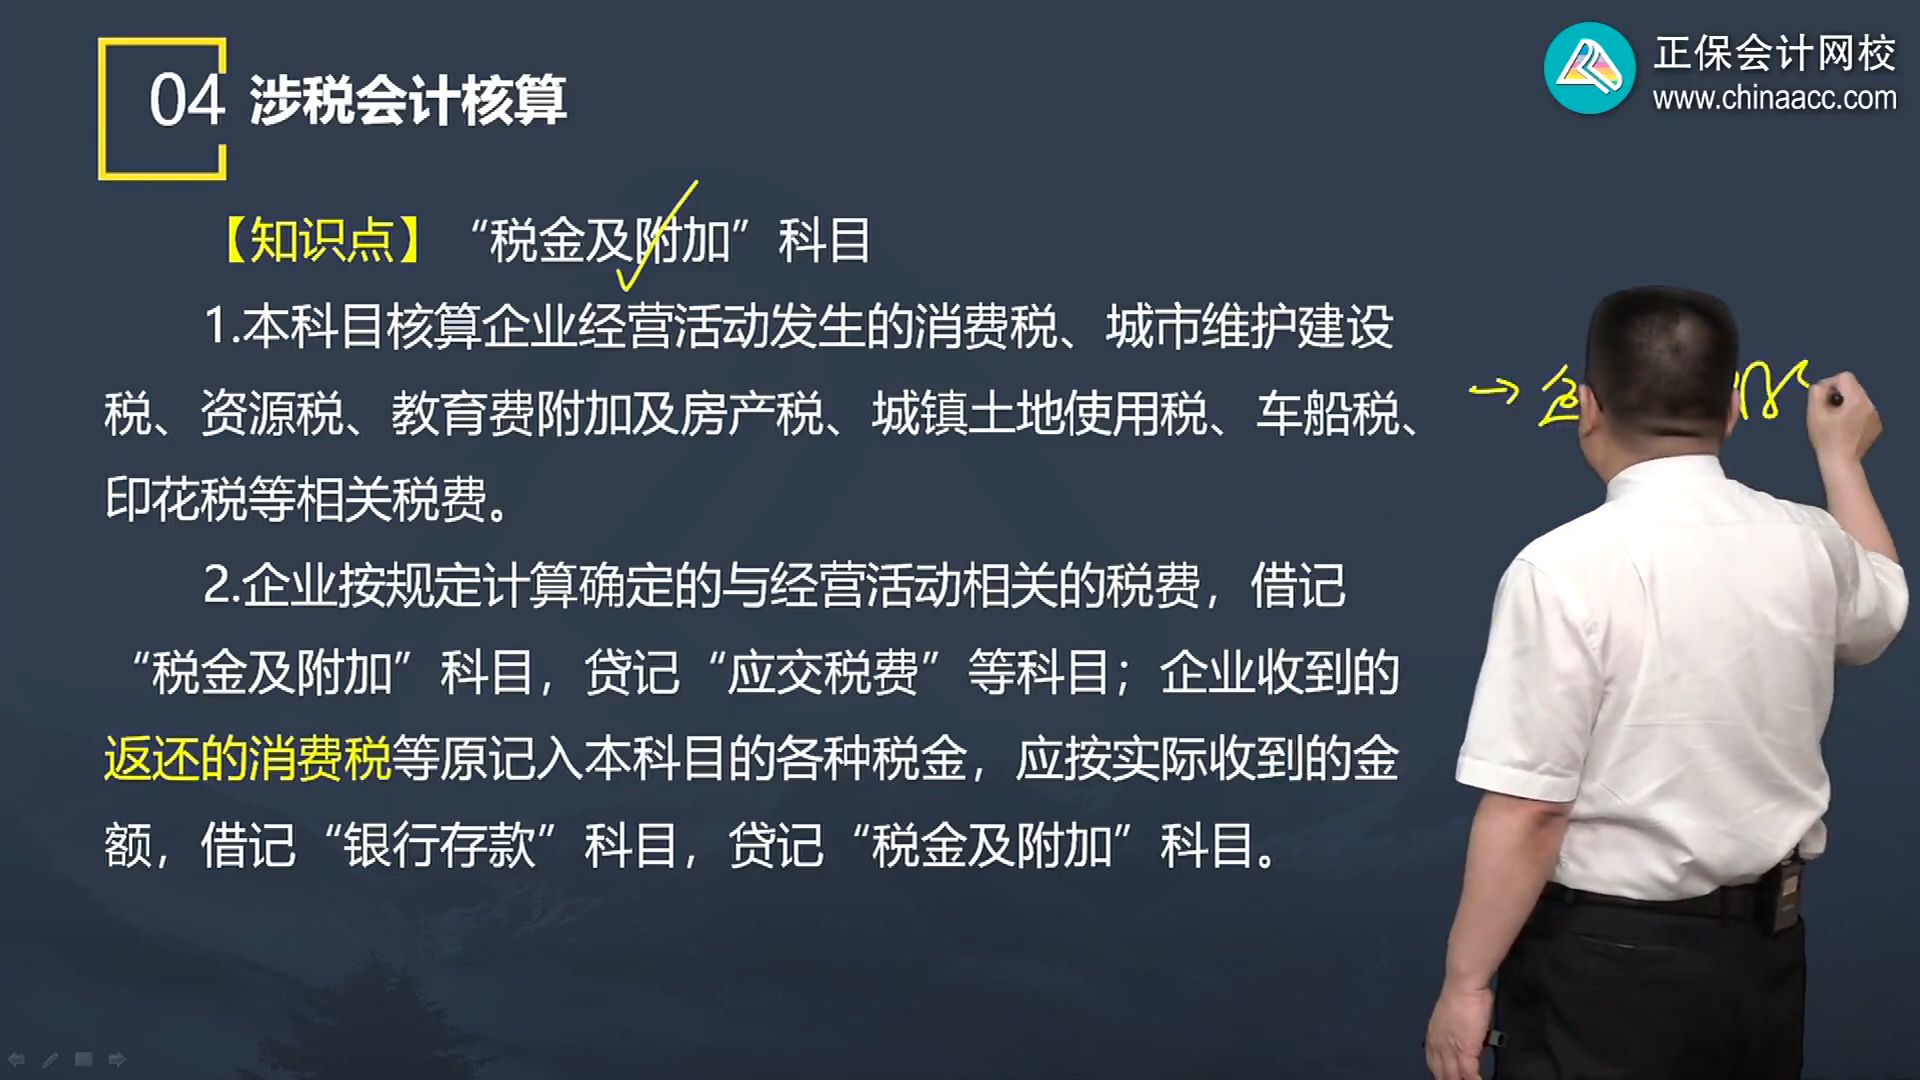 正保会计网校
www.chinaacc.com
04 涉税会计核算
【知识点】“税金及附加”科目
1.本科目核算企业经营活动发生的消费税、城市维护建设
税、资源税、教育费附加及房产税、城镇土地使用税、车船税、
印花税等相关税费。
2.企业按规定计算确定的与经营活动相关的税费，借记
“税金及附加”科目，贷记“应交税费”等科目；企业收到的
返还的消费税等原记入本科目的各种税金，应按实际收到的金
额，借记“银行存款”科目，贷记“税金及附加”科目。